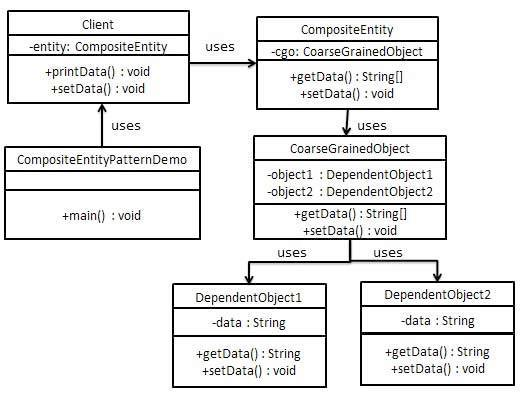 Client
-entity: CompositeEntity
+printData() : void
+setData() : void
uses
CompositeEntity
-cgo: CoarseGrainedObject
+getData() : String[]
+setData() : void
uses
uses
CompositeEntityPatternDemo
+main() : void
CoarseGrainedObject
-object1 : DependentObject1
-object2 : DependentObject2
+getData() : String[]
+setData() : void
uses
uses
DependentObject1
-data : String
+getData() : String
+setData() : void
DependentObject2
-data : String
+getData() : String
+setData() : void